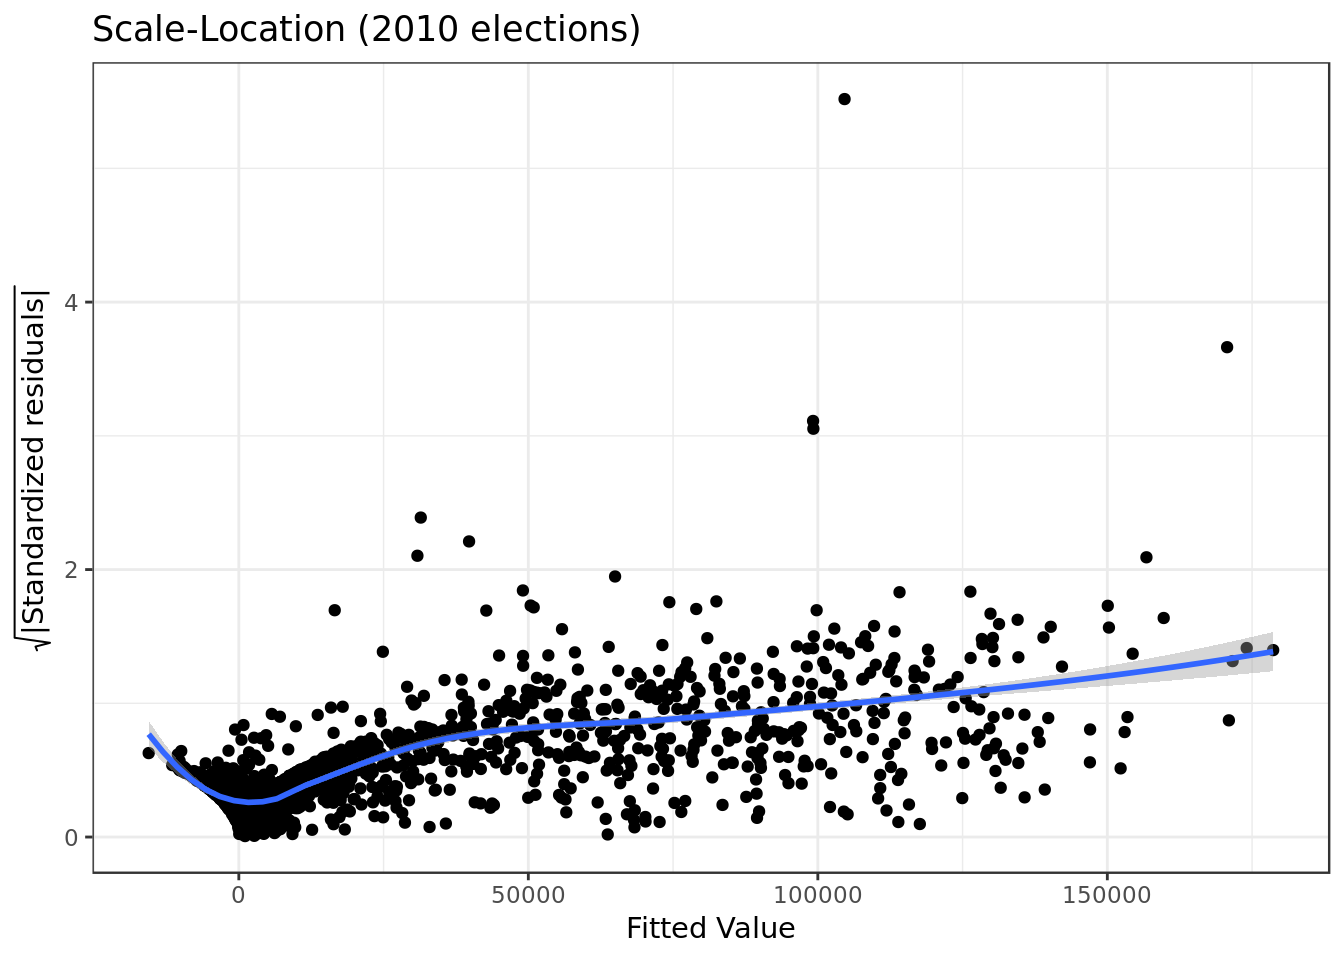 Scale-Location (2010 elections)
√|Standardized residuals|
4
2
0
0
50000
100000
150000
Fitted Value